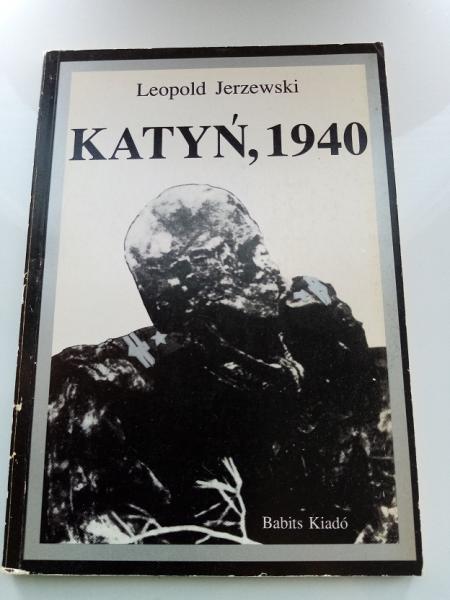 Leopold Jerzewski
KATYŃ, 1940
Babits Kiadó